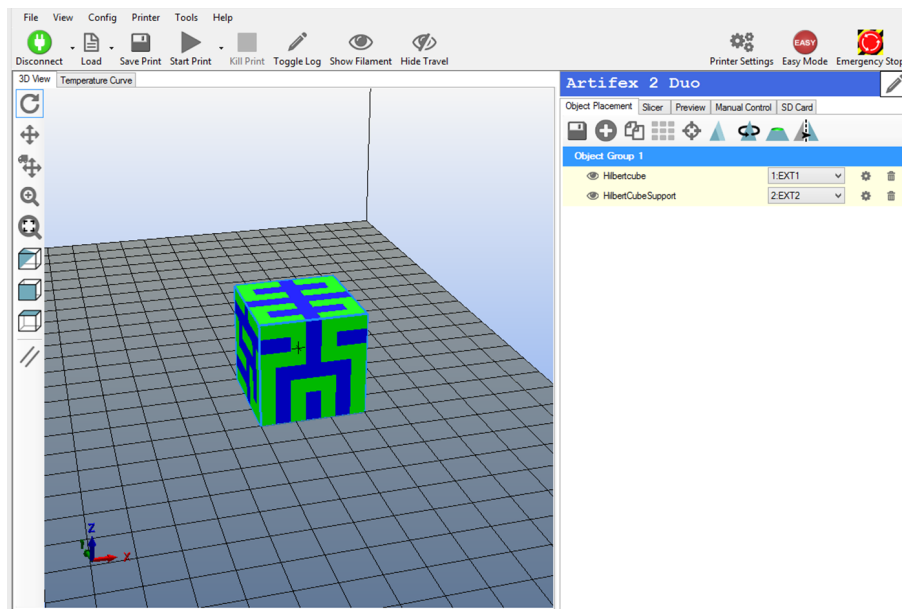 File View Config Printer Tools Help
Disconnect Load Save Print Start Print Kill Print Toggle Log Show Filament Hide Travel Printer Settings EASY Easy Mode Emergency Stop
3D View Temperature Curve
Artifex 2 Duo
Object Placement Slicer Preview Manual Control SD Card
Object Group 1
Hilbertcube 1:EXT1
HilbertCubeSupport 2:EXT2
Z
X